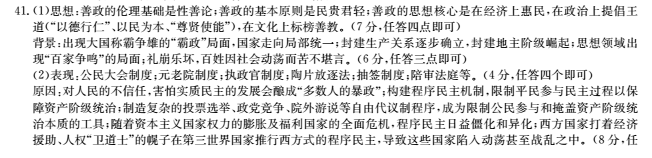 41.(1)思想:善政的伦理基础是性善论;善政的基本原则是民贵君轻;善政的思想核心是在经济上惠民,在政治上提倡王
道(“以德行仁”、以民为本、“尊贤使能”),在文化上标榜善教。(7分,任答四点即可)
背景:出现大国称霸争雄的“霸政”局面,国家走向局部统一;封建生产关系逐步确立,封建地主阶级崛起;思想领域出
现“百家争鸣”的局面;礼崩乐坏,百姓因社会动荡而苦不堪言。(6分,任答三点即可)
(2)表现:公民大会制度;元老院制度;执政官制度;陶片放逐法;抽签制度;陪审法庭等。(4分,任答四个即可)
原因:对人民的不信任,害怕实质民主的发展会酿成“多数人的暴政”;构建程序民主机制,限制平民参与民主过程以保
障资产阶级统治;制造复杂的投票选举、政党竞争、院外游说等自由代议制程序,成为限制公民参与和掩盖资产阶级统
治本质的工具;随着资本主义国家权力的膨胀及福利国家的全面危机,程序民主日益僵化和异化;西方国家打着经济
援助、人权“卫道士”的幌子在第三世界国家推行西方式的程序民主,导致这些国家陷入动荡甚至战乱之中。(8分,任